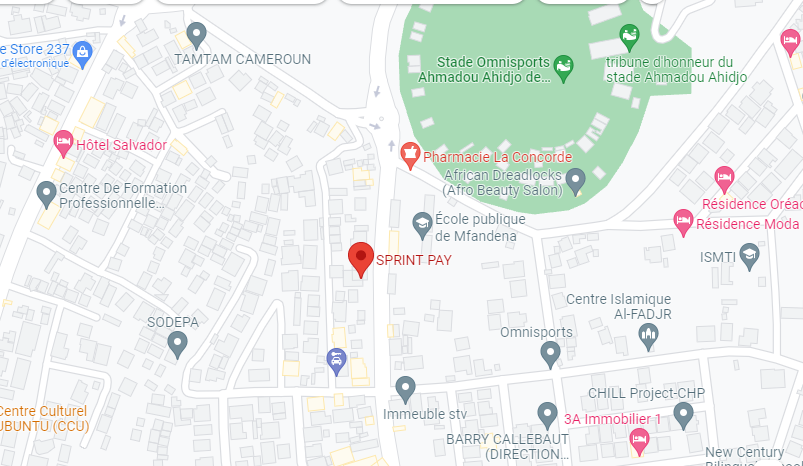 e Store 237
d'électronique
TAMTAM CAMEROUN
Stade Omnisports
Ahmadou Ahidjo de...
tribune d'honneur du
stade Ahmadou Ahidjo
Hôtel Salvador
Pharmacie La Concorde
African Dreadlocks
(Afro Beauty Salon)
Centre De Formation
Professionnelle...
Résidence Oréad
Résidence Moda
École publique
de Mfandena
SPRINT PAY
ISMTI
Centre Islamique
Al-FADJR
SODEPA
Omnisports
CHILL Project-CHP
Centre Culturel
UBUNTU (CCU)
Immeuble stv
3A Immobilier 1
BARRY CALLEBAUT
(DIRECTION...
New Century